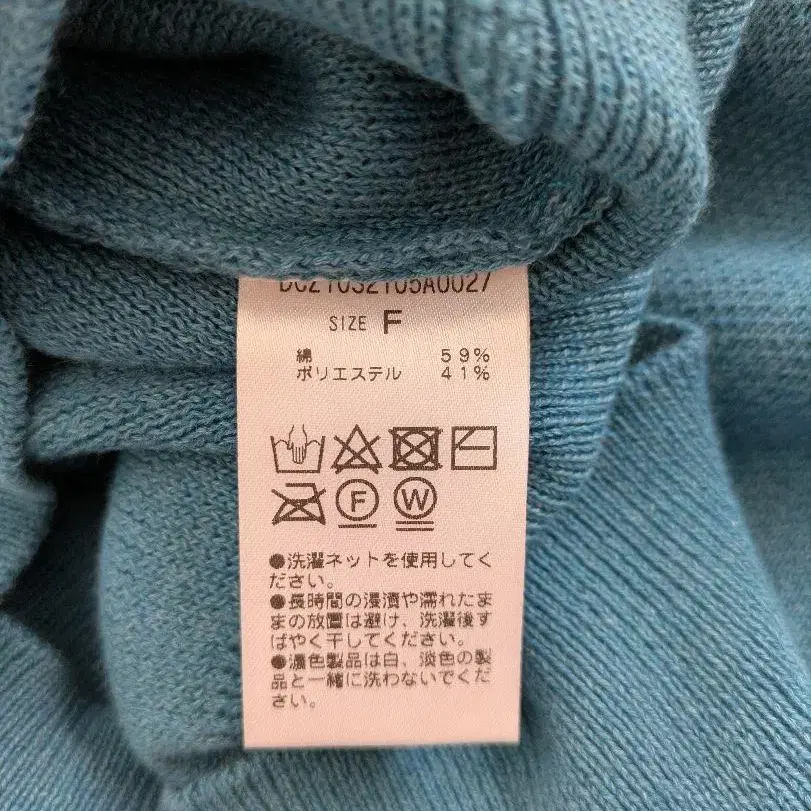 DC21US2105A0027
SIZE F
綿 59%
ポリエステル 41%
F W
●洗濯ネットを使用してく
ださい。
●長時間の浸漬や濡れたま
まの放置は避け、洗濯後す
ばやく干してください。
●濃色製品は白、淡色の製
品と一緒に洗わないでくだ
さい。